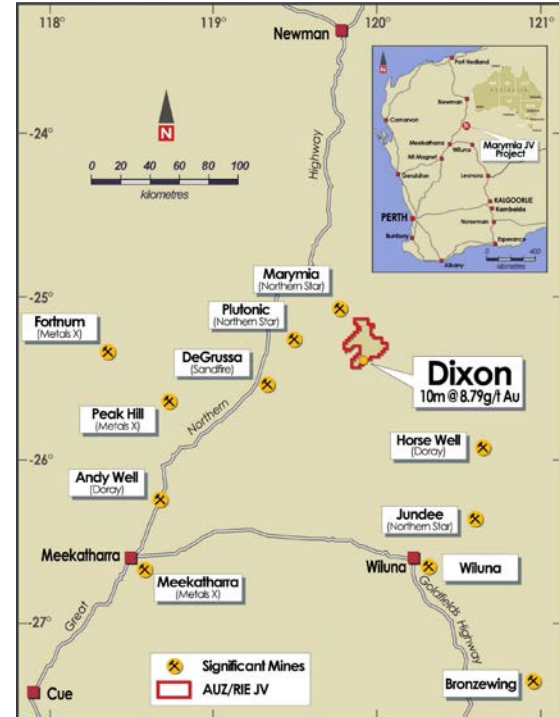 118°
119°
120°
121°
Newman
N
-24°
0 20 40 60 80 100
kilometres
Highway
N
Port Hedland
Newman
Carnarvon
Meekatharra
Mt Magnet
Wiluna
Marymia JV
Project
Geraldton
Leonora
KALGOORLIE
Kambalda
PERTH
Norseman
Bunbury
Esperance
Albany
0 400
kilometres
-25°
Marymia
(Northern Star)
Plutonic
(Northern Star)
Fortnum
(Metals X)
DeGrussa
(Sandfire)
Dixon
10m @ 8.79g/t Au
Peak Hill
(Metals X)
Northern
Horse Well
(Doray)
-26°
Andy Well
(Doray)
Jundee
(Northern Star)
Meekatharra
Wiluna
Wiluna
Meekatharra
(Metals X)
Goldfields Highway
Great
-27°
Significant Mines
AUZ/RIE JV
Bronzewing
Cue